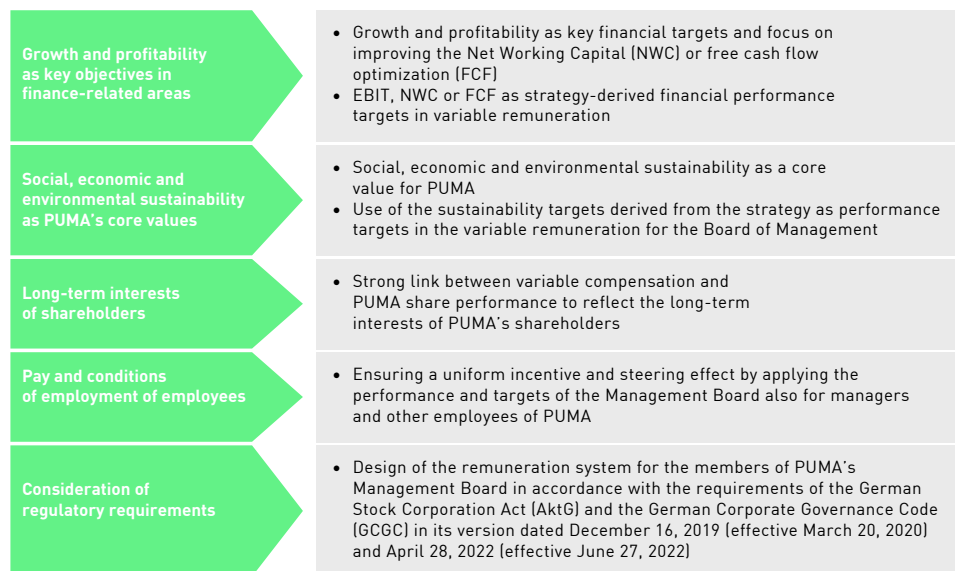 Growth and profitability
as key objectives in
finance-related areas
• Growth and profitability as key financial targets and focus on
improving the Net Working Capital (NWC) or free cash flow
optimization (FCF)
• EBIT, NWC or FCF as strategy-derived financial performance
targets in variable remuneration
Social, economic and
environmental sustainability
as PUMA's core values
• Social, economic and environmental sustainability as a core
value for PUMA
• Use of the sustainability targets derived from the strategy as performance
targets in the variable remuneration for the Board of Management
Long-term interests
of shareholders
• Strong link between variable compensation and
PUMA share performance to reflect the long-term
interests of PUMA's shareholders
Pay and conditions
of employment of employees
• Ensuring a uniform incentive and steering effect by applying the
performance and targets of the Management Board also for managers
and other employees of PUMA
Consideration of
regulatory requirements
• Design of the remuneration system for the members of PUMA's
Management Board in accordance with the requirements of the German
Stock Corporation Act (AktG) and the German Corporate Governance Code
(GCGC) in its version dated December 16, 2019 (effective March 20, 2020)
and April 28, 2022 (effective June 27, 2022)